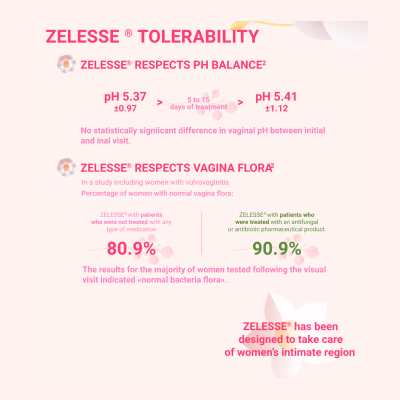 ZELESSE ® TOLERABILITY
ZELESSE® RESPECTS PH BALANCE²
pH 5.37
±0.97
>
5 to 15
days of treatment
>
pH 5.41
±1.12
No statistically signiicant difference in vaginal pH between initial
and inal visit.
ZELESSE® RESPECTS VAGINA FLORA²
In a study including women with vulvovaginitis
Percentage of women with normal vagina flora:
ZELESSE® with patients
who were not treated with any
type of medication
80.9%
ZELESSE® with patients who
were treated with an antifungal
or antibiotic pharmaceutical product
90.9%
The results for the majority of women tested following the visual
visit indicated «normal bacteria flora».
ZELESSE® has been
designed to take care
of women's intimate region